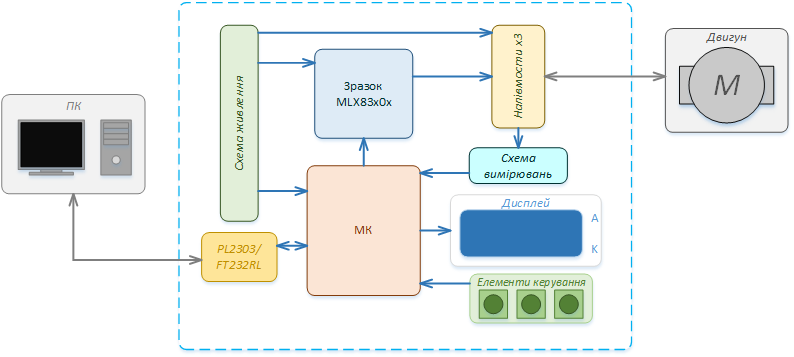 ПК
Схема живлення
Зразок
MLX83x0x
Напівмости x3
Двигун
М
Схема
вимірювань
МК
Дисплей
А
К
PL2303/
FT232RL
Елементи керування